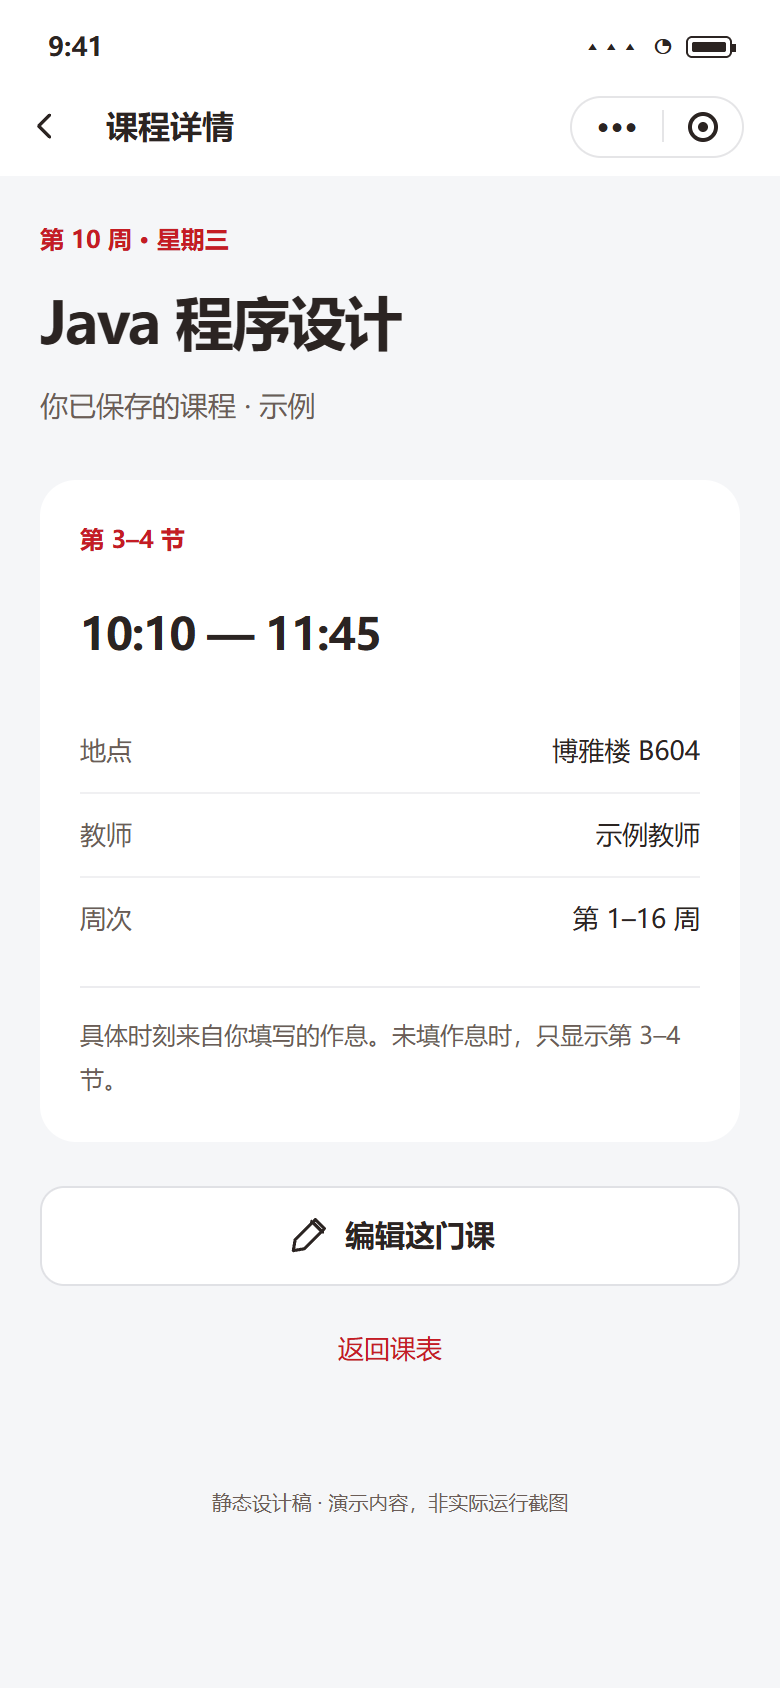 9:41
课程详情
第 10 周 · 星期三
Java 程序设计
你已保存的课程 · 示例
第 3–4 节
10:10 — 11:45
地点
博雅楼 B604
教师
示例教师
周次
第 1–16 周
具体时刻来自你填写的作息。未填作息时，只显示第 3–4
节。
编辑这门课
返回课表
静态设计稿 · 演示内容，非实际运行截图